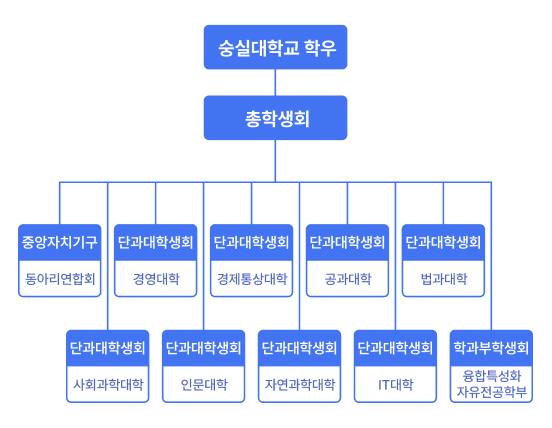 숭실대학교 학우
총학생회
중앙자치기구
동아리연합회
단과대학생회
경영대학
단과대학생회
경제통상대학
단과대학생회
공과대학
단과대학생회
법과대학
단과대학생회
사회과학대학
단과대학생회
인문대학
단과대학생회
자연과학대학
단과대학생회
IT대학
학과부학생회
융합특성화
자유전공학부